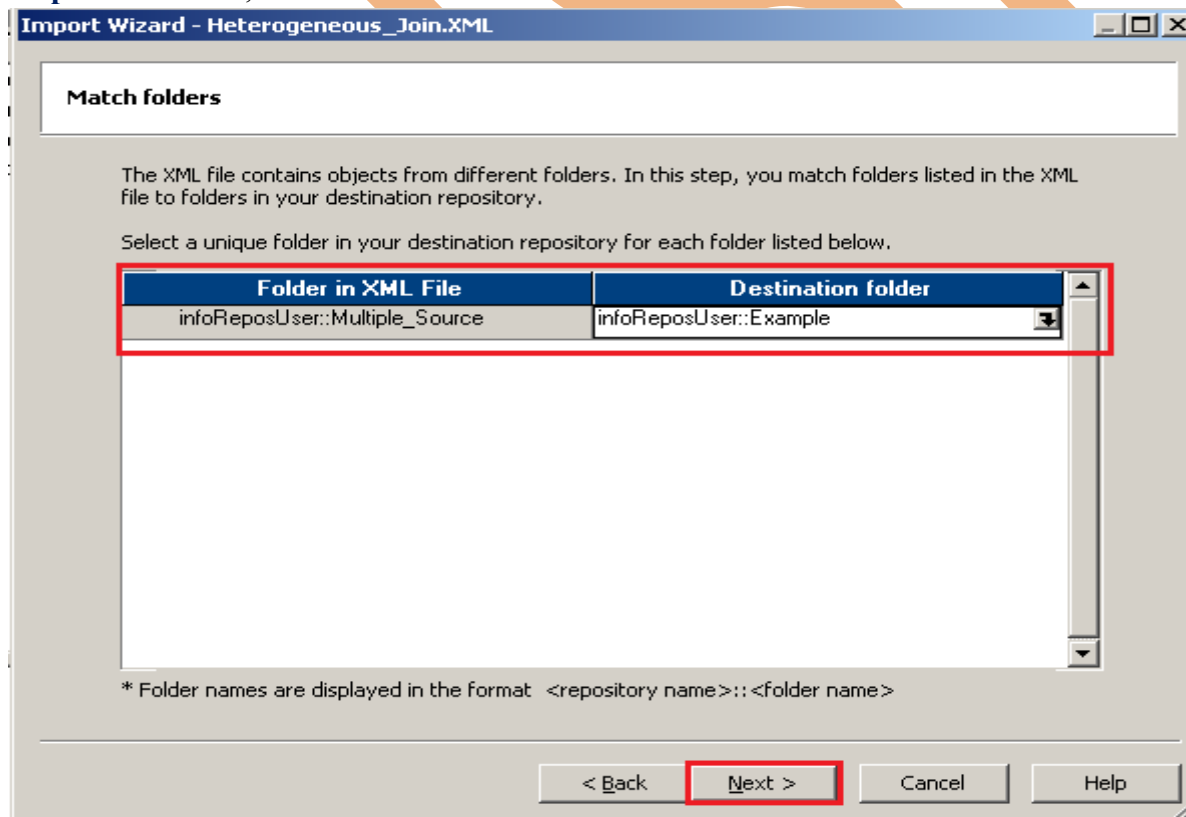 Import Wizard - Heterogeneous_Join.XML
Match folders
The XML file contains objects from different folders. In this step, you match folders listed in the XML
file to folders in your destination repository.
Select a unique folder in your destination repository for each folder listed below.
Folder in XML File Destination folder
infoReposUser::Multiple_Source infoReposUser::Example
* Folder names are displayed in the format <repository name>::<folder name>
< Back Next > Cancel Help